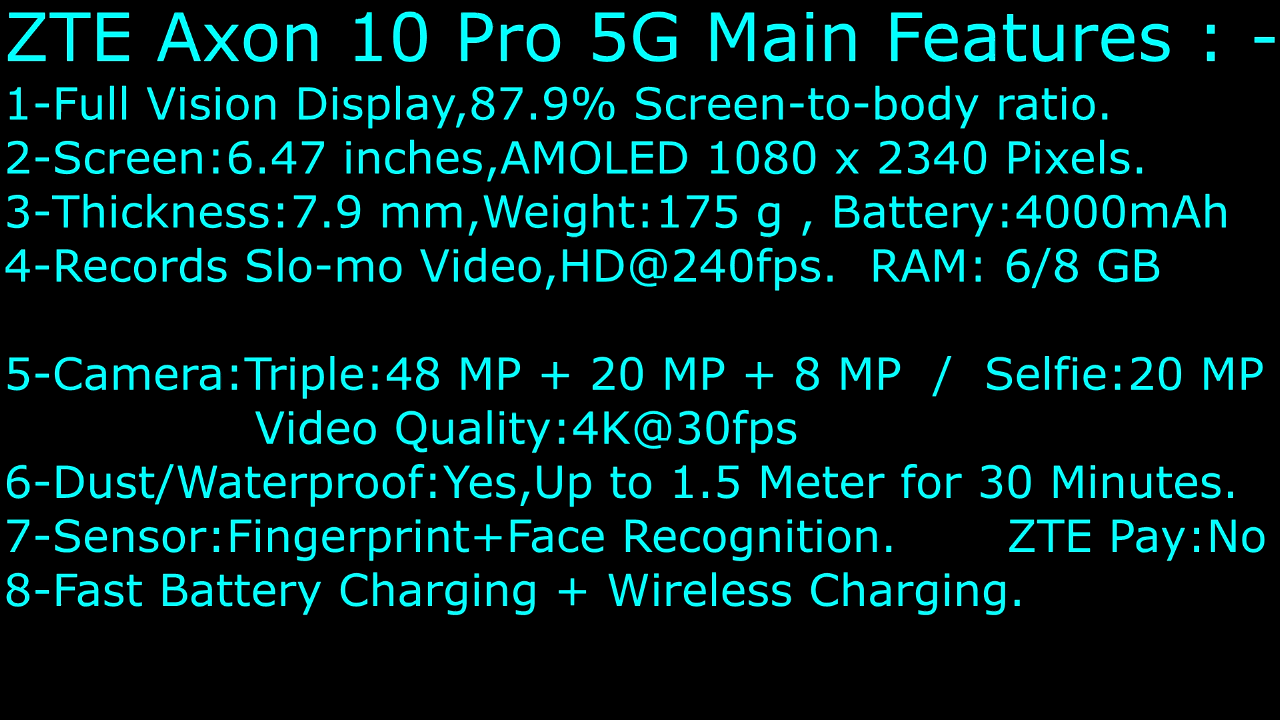 ZTE Axon 10 Pro 5G Main Features : -
1-Full Vision Display,87.9% Screen-to-body ratio.
2-Screen:6.47 inches,AMOLED 1080 x 2340 Pixels.
3-Thickness:7.9 mm,Weight:175 g , Battery:4000mAh
4-Records Slo-mo Video,HD@240fps.  RAM: 6/8 GB
5-Camera:Triple:48 MP + 20 MP + 8 MP  /  Selfie:20 MP
Video Quality:4K@30fps
6-Dust/Waterproof:Yes,Up to 1.5 Meter for 30 Minutes.
7-Sensor:Fingerprint+Face Recognition.       ZTE Pay:No
8-Fast Battery Charging + Wireless Charging.